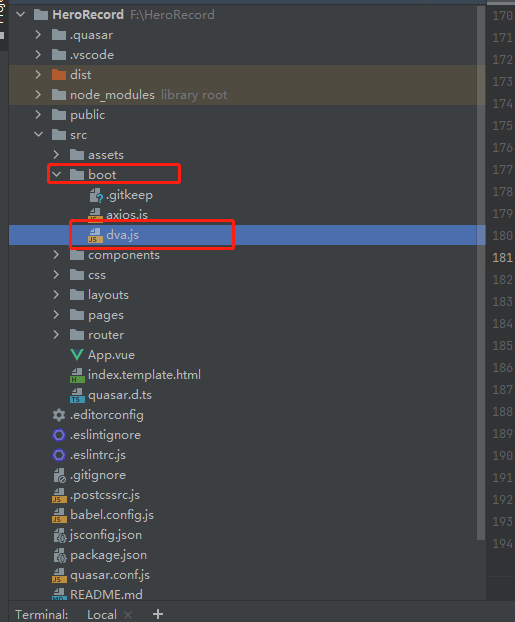 HeroRecord F:\HeroRecord
.quasar
.vscode
dist
node_modules library root
public
src
assets
boot
.gitkeep
axios.js
dva.js
components
css
layouts
pages
router
App.vue
index.template.html
quasar.d.ts
.editorconfig
.eslintignore
.eslintrc.js
.gitignore
.postcssrc.js
babel.config.js
jsconfig.json
package.json
quasar.conf.js
README.md
170
171
172
173
174
175
176
177
178
179
180
181
182
183
184
185
186
187
188
189
190
191
192
193
194
Terminal: Local × +